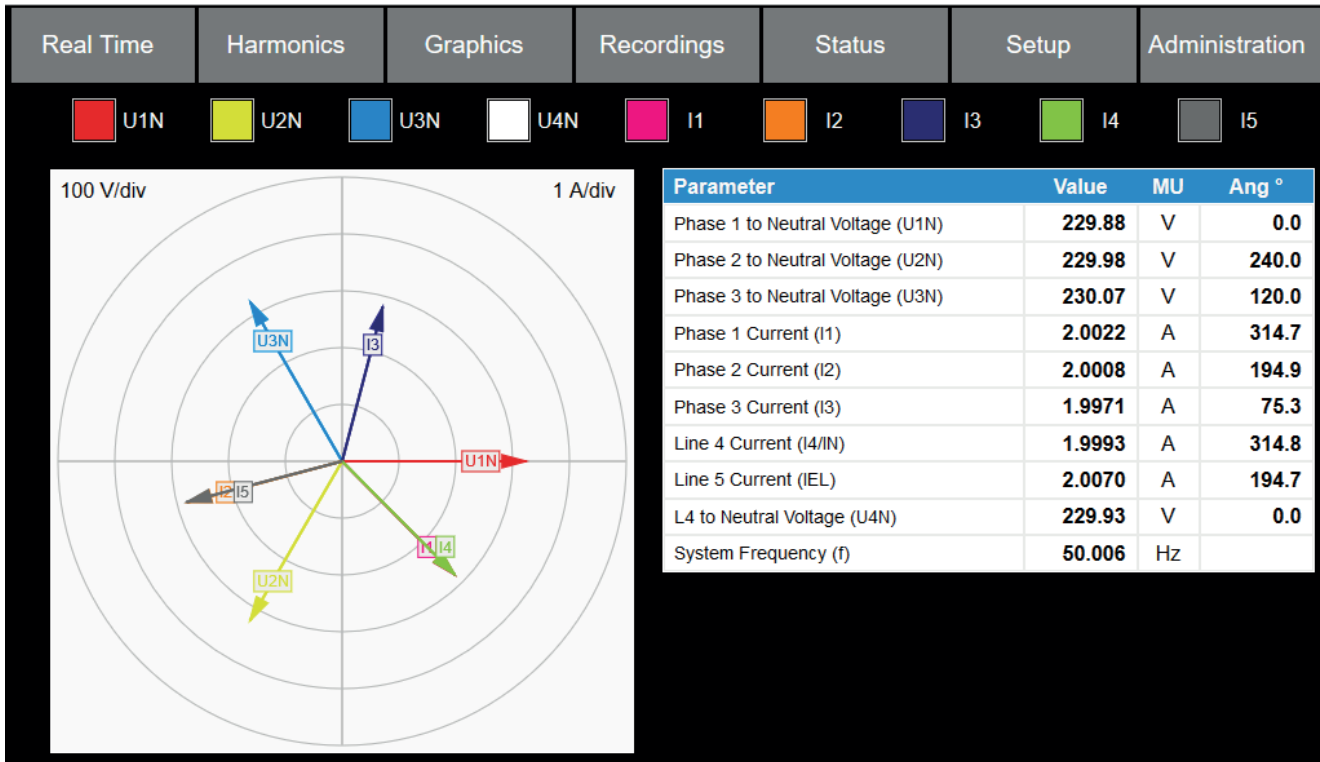 Real Time Harmonics Graphics Recordings Status Setup Administration
U1N U2N U3N U4N I1 I2 I3 I4 I5
100 V/div 1 A/div
U3N
I3
U1N
I2 I5
I1 I4
U2N
Parameter Value MU Ang °
Phase 1 to Neutral Voltage (U1N) 229.88 V 0.0
Phase 2 to Neutral Voltage (U2N) 229.98 V 240.0
Phase 3 to Neutral Voltage (U3N) 230.07 V 120.0
Phase 1 Current (I1) 2.0022 A 314.7
Phase 2 Current (I2) 2.0008 A 194.9
Phase 3 Current (I3) 1.9971 A 75.3
Line 4 Current (I4/IN) 1.9993 A 314.8
Line 5 Current (IEL) 2.0070 A 194.7
L4 to Neutral Voltage (U4N) 229.93 V 0.0
System Frequency (f) 50.006 Hz